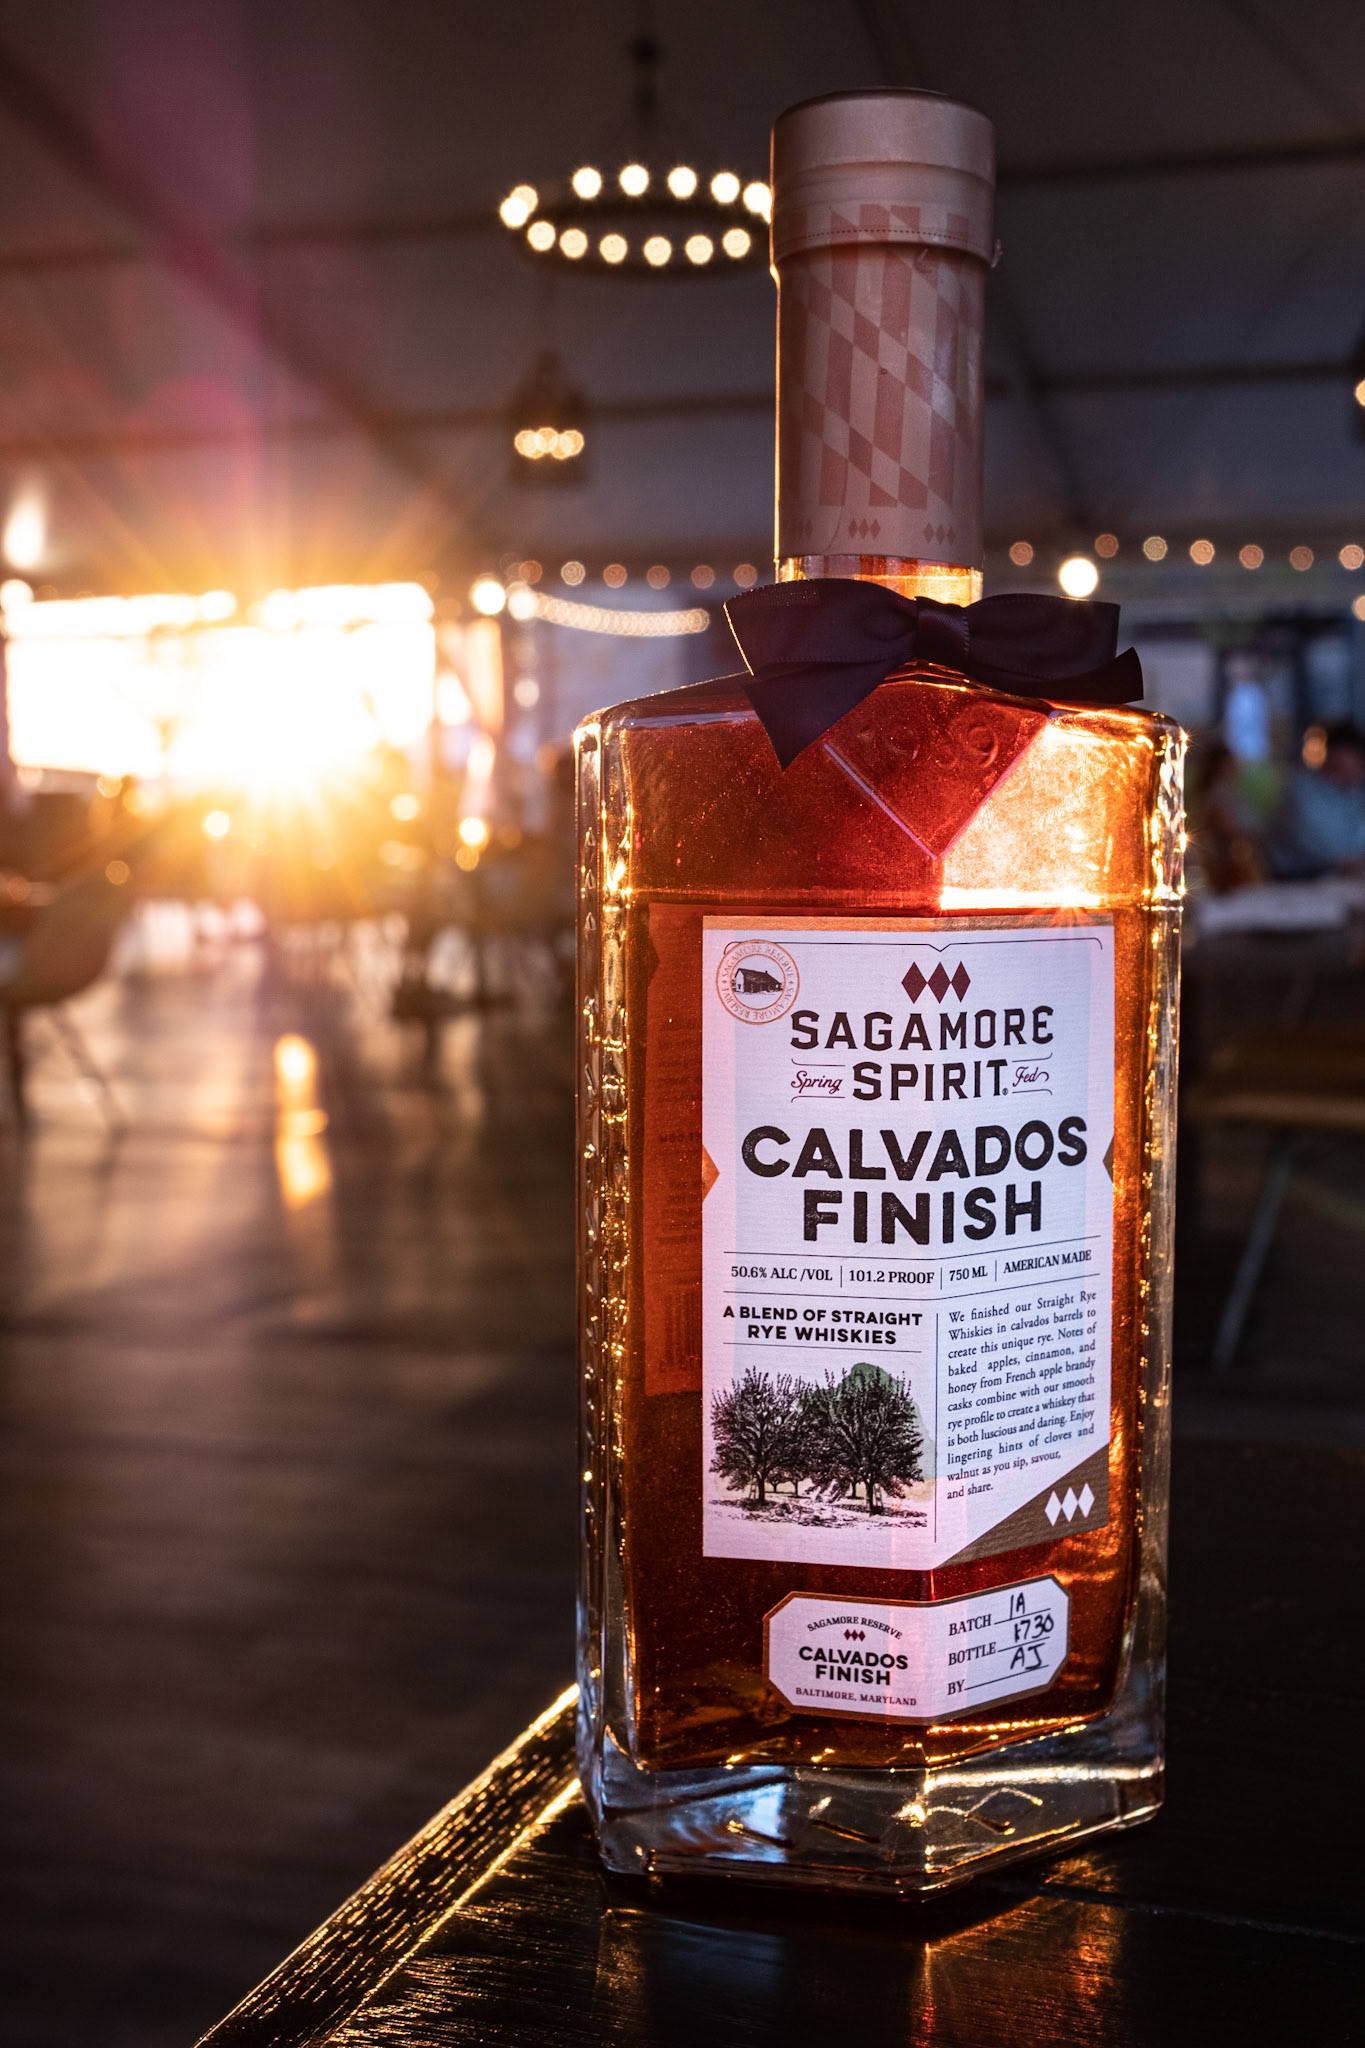 SAGAMORE RESERVE • SAGAMORE RESERVE •
SAGAMORE
Spring SPIRIT® Fed
CALVADOS
FINISH
50.6% ALC /VOL | 101.2 PROOF | 750 ML | AMERICAN MADE
A BLEND OF STRAIGHT
RYE WHISKIES
We finished our Straight Rye
Whiskies in calvados barrels to
create this unique rye. Notes of
baked apples, cinnamon, and
honey from French apple brandy
casks combine with our smooth
rye profile to create a whiskey that
is both luscious and daring. Enjoy
lingering hints of cloves and
walnut as you sip, savour,
and share.
SAGAMORE RESERVE
CALVADOS
FINISH
BALTIMORE, MARYLAND
BATCH 1A
BOTTLE 1730
BY AJ